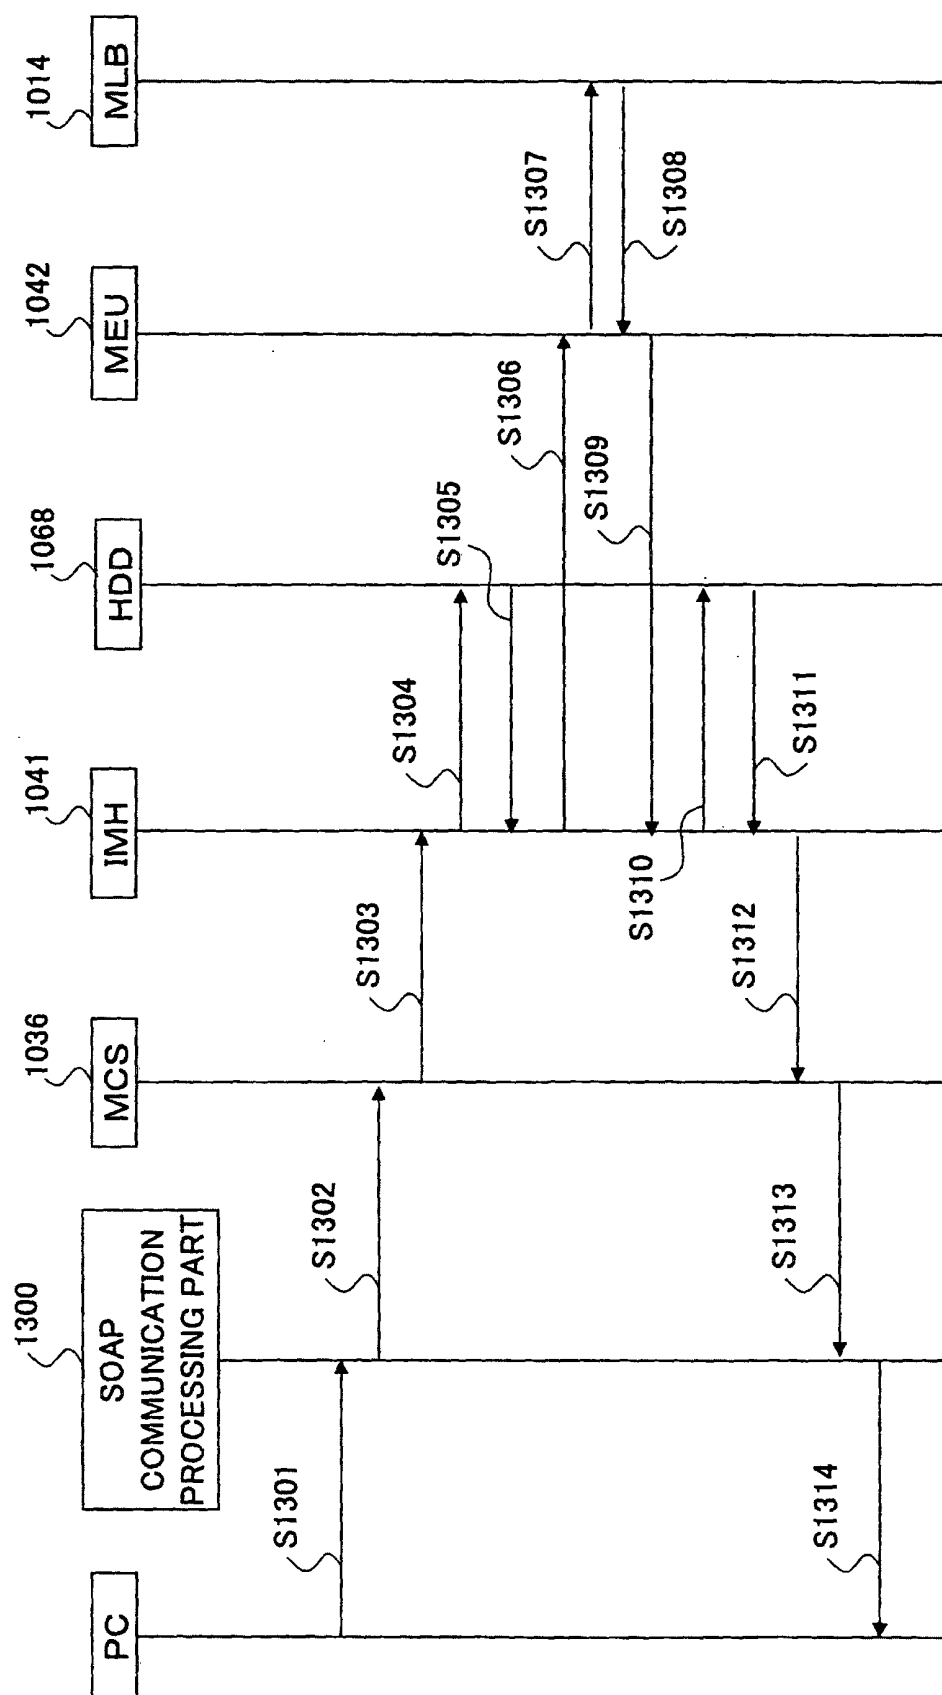 PC
1300
SOAP
COMMUNICATION
PROCESSING PART
1036
MCS
1041
IMH
1068
HDD
1042
MEU
1014
MLB
S1301
S1302
S1303
S1304
S1305
S1306
S1307
S1308
S1309
S1310
S1311
S1312
S1313
S1314